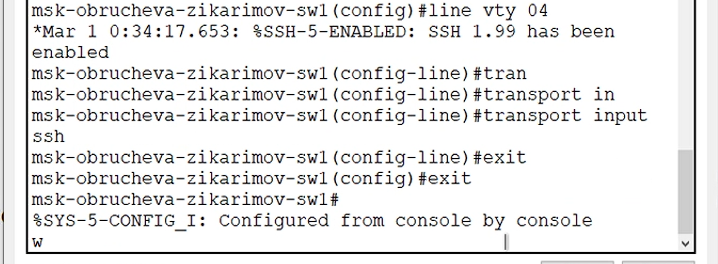 msk-obrucheva-zikarimov-sw1(config)#line vty 04
*Mar 1 0:34:17.653: %SSH-5-ENABLED: SSH 1.99 has been
enabled
msk-obrucheva-zikarimov-sw1(config-line)#tran
msk-obrucheva-zikarimov-sw1(config-line)#transport in
msk-obrucheva-zikarimov-sw1(config-line)#transport input
ssh
msk-obrucheva-zikarimov-sw1(config-line)#exit
msk-obrucheva-zikarimov-sw1(config)#exit
msk-obrucheva-zikarimov-sw1#
%SYS-5-CONFIG_I: Configured from console by console
w